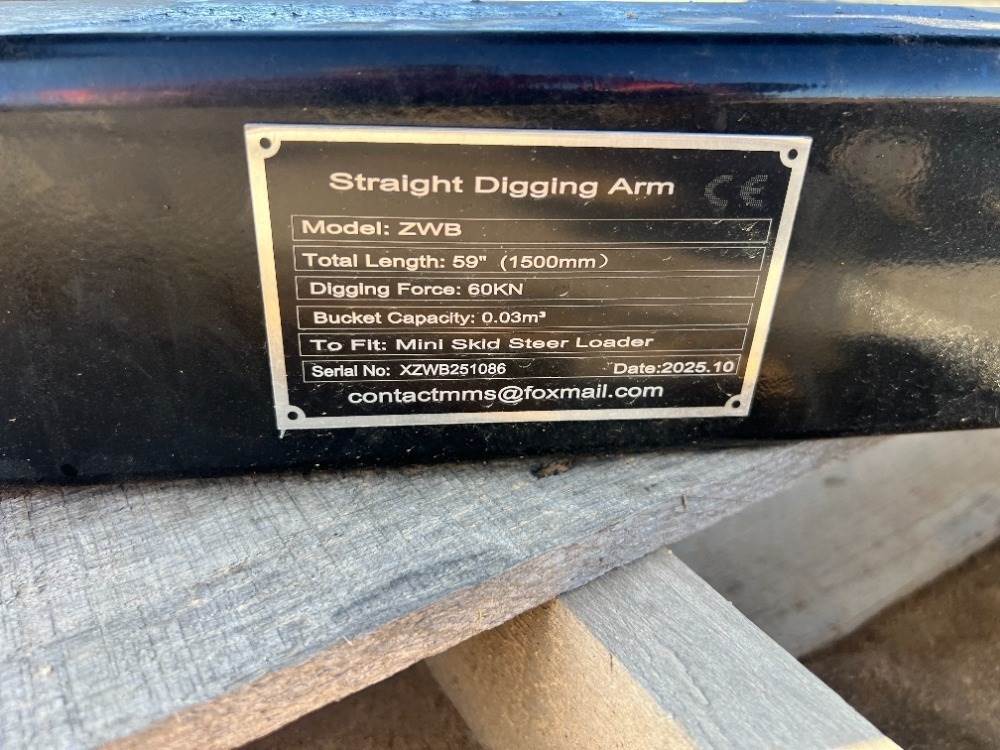 Straight Digging Arm CE
Model: ZWB
Total Length: 59" (1500mm)
Digging Force: 60KN
Bucket Capacity: 0.03m³
To Fit: Mini Skid Steer Loader
Serial No: XZWB251086 Date:2025.10
contactmms@foxmail.com